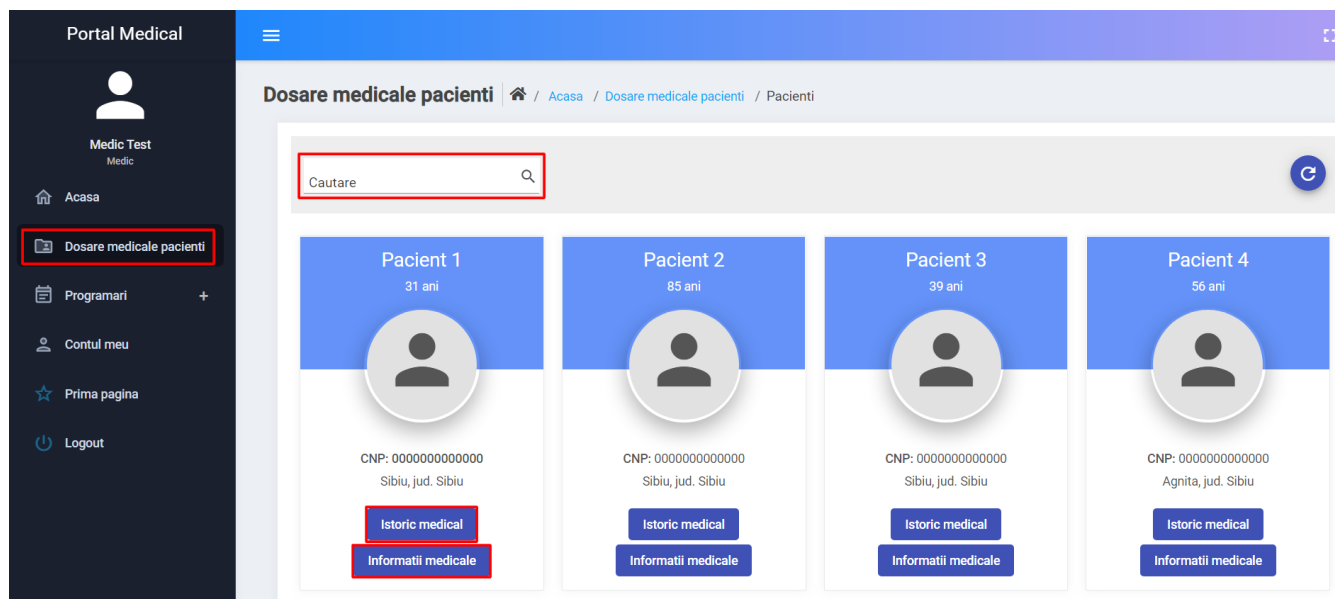 Portal Medical
Medic Test
Medic
Acasa
Dosare medicale pacienti
Programari +
Contul meu
Prima pagina
Logout
Dosare medicale pacienti / Acasa / Dosare medicale pacienti / Pacienti
Cautare
Pacient 1
31 ani
CNP: 0000000000000
Sibiu, jud. Sibiu
Istoric medical
Informatii medicale
Pacient 2
85 ani
CNP: 0000000000000
Sibiu, jud. Sibiu
Istoric medical
Informatii medicale
Pacient 3
39 ani
CNP: 0000000000000
Sibiu, jud. Sibiu
Istoric medical
Informatii medicale
Pacient 4
56 ani
CNP: 0000000000000
Agnita, jud. Sibiu
Istoric medical
Informatii medicale